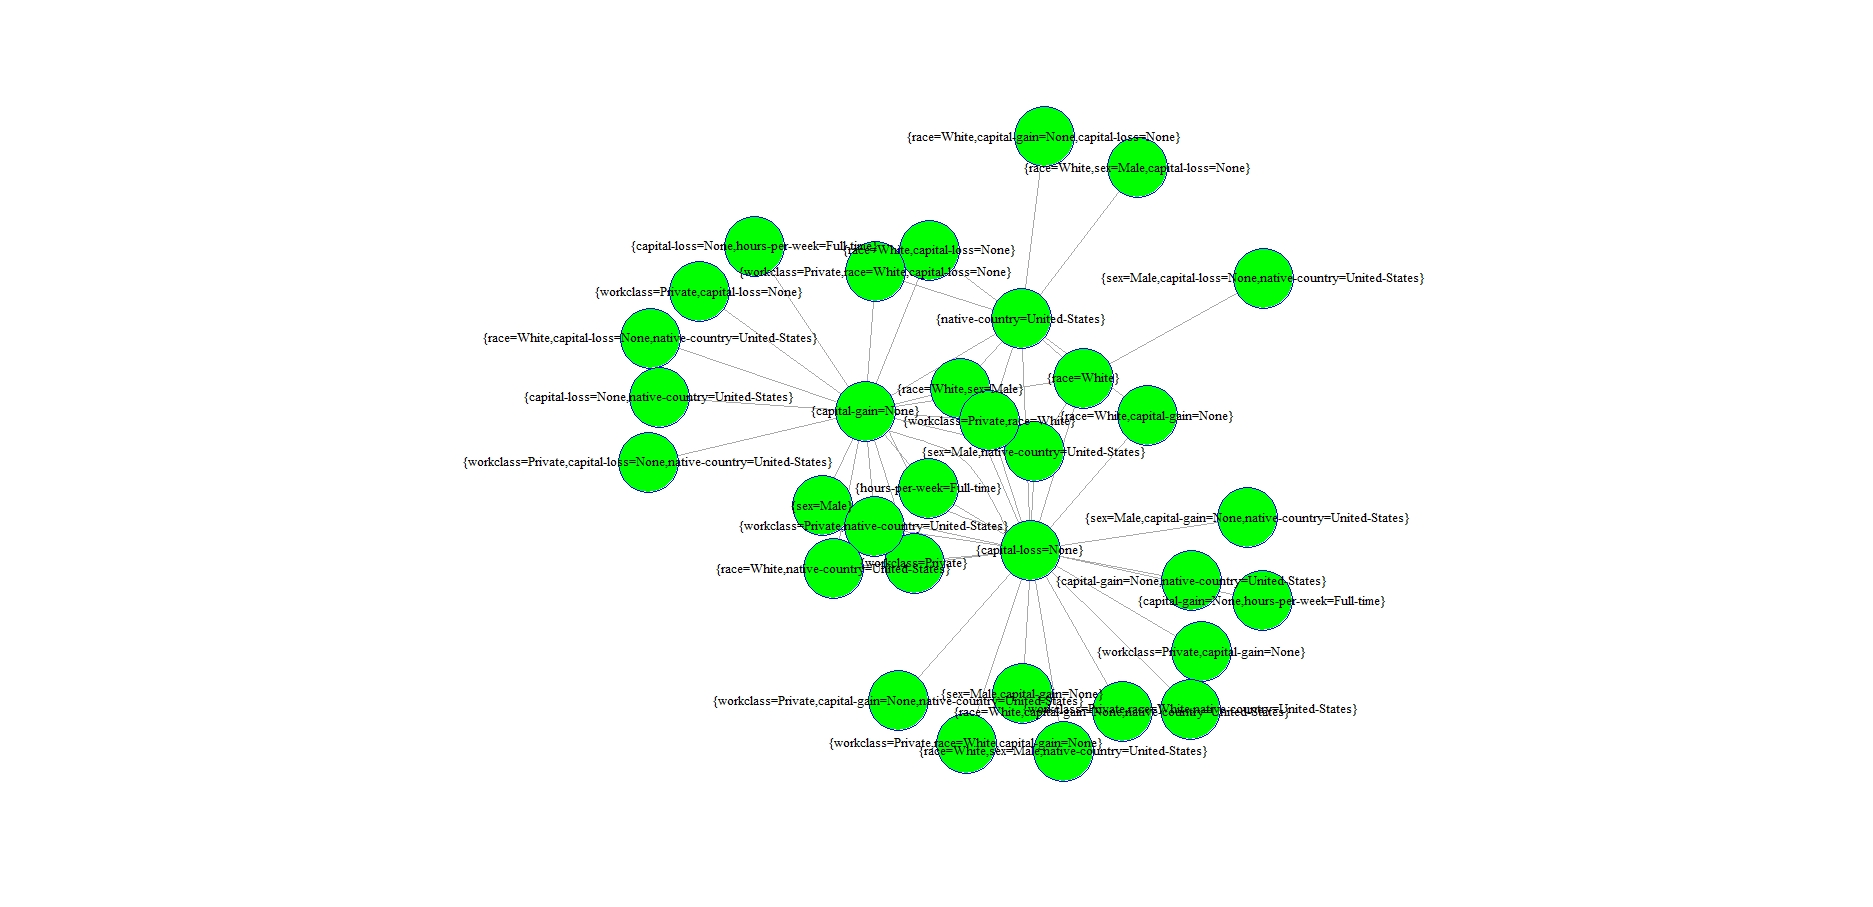 {race=White,capital-gain=None,capital-loss=None}
{race=White,sex=Male,capital-loss=None}
{capital-loss=None,hours-per-week=Full-time}
{race=White,capital-loss=None}
{workclass=Private,race=White,capital-loss=None}
{sex=Male,capital-loss=None,native-country=United-States}
{workclass=Private,capital-loss=None}
{native-country=United-States}
{race=White,capital-loss=None,native-country=United-States}
{race=White}
{race=White,sex=Male}
{capital-loss=None,native-country=United-States}
{capital-gain=None}
{race=White,capital-gain=None}
{workclass=Private,race=White}
{sex=Male,native-country=United-States}
{workclass=Private,capital-loss=None,native-country=United-States}
{hours-per-week=Full-time}
{sex=Male}
{sex=Male,capital-gain=None,native-country=United-States}
{workclass=Private,native-country=United-States}
{capital-loss=None}
{workclass=Private}
{race=White,native-country=United-States}
{capital-gain=None,native-country=United-States}
{capital-gain=None,hours-per-week=Full-time}
{workclass=Private,capital-gain=None}
{sex=Male,capital-gain=None}
{workclass=Private,capital-gain=None,native-country=United-States}
{workclass=Private,race=White,native-country=United-States}
{race=White,capital-gain=None,native-country=United-States}
{workclass=Private,race=White,capital-gain=None}
{race=White,sex=Male,native-country=United-States}